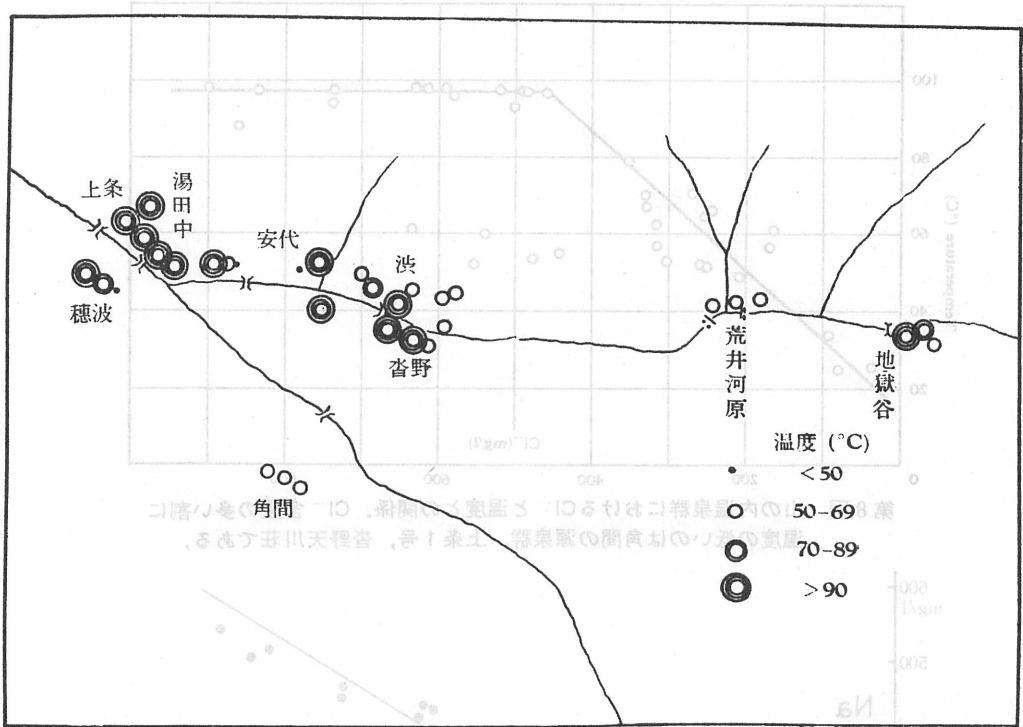 上条
湯田中
安代
渋
穂波
沓野
荒井河原
地獄谷
角間
温度 (°C)
<50
50-69
70-89
>90